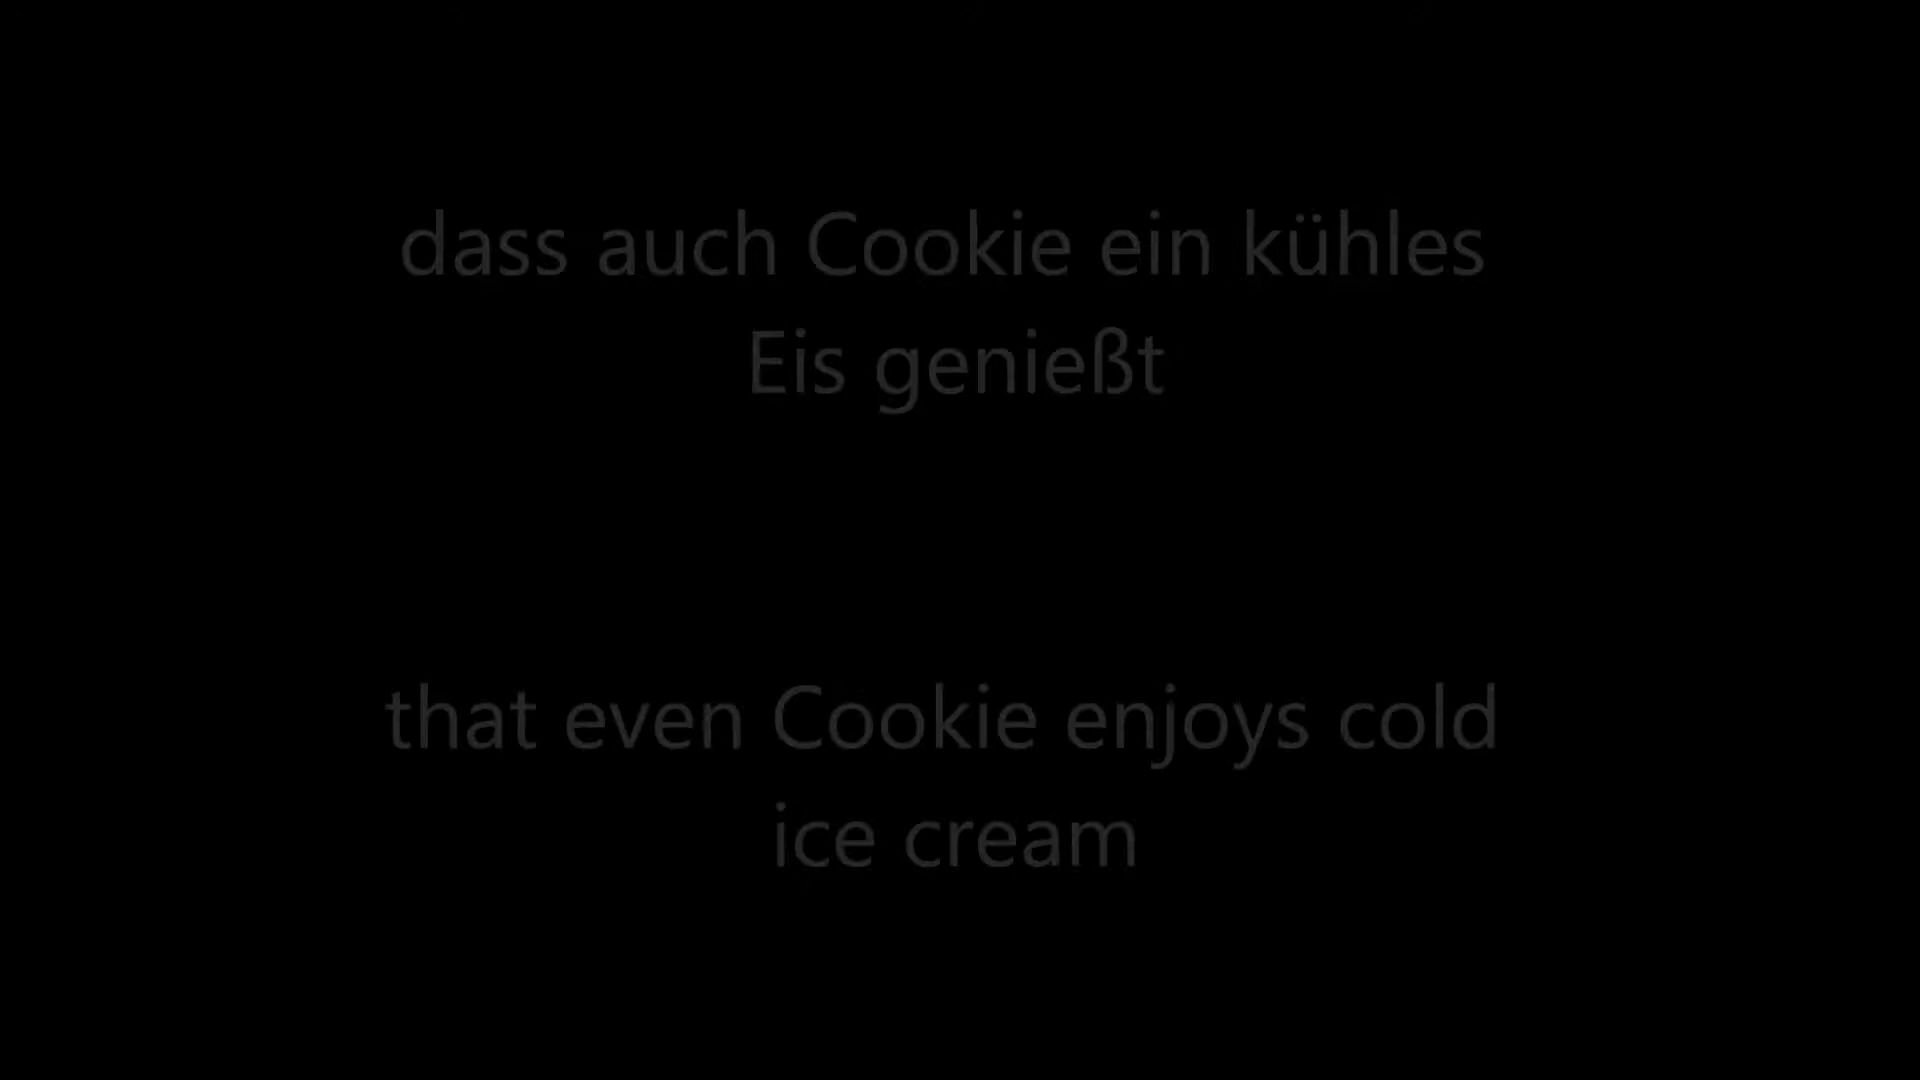 dass auch Cookie ein kühles
Eis genießt
that even Cookie enjoys cold
ice cream